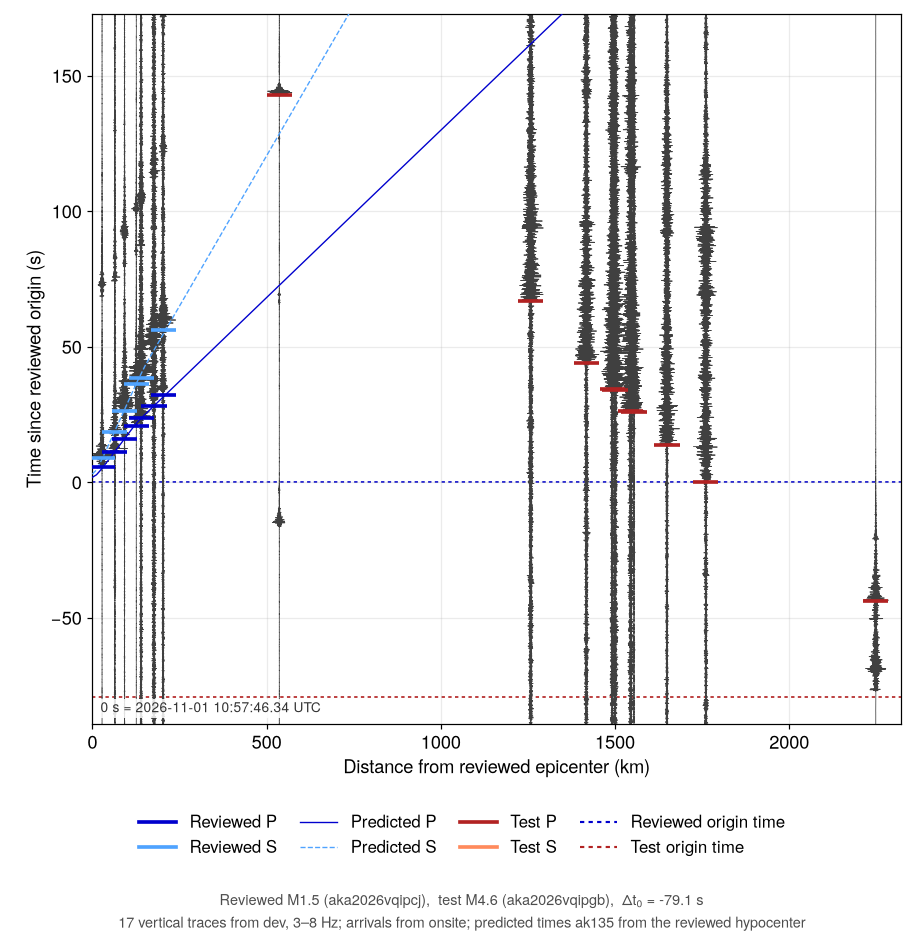 150
100
50
0
−50
Time since reviewed origin (s)
0 s = 2026-11-01 10:57:46.34 UTC
0 500 1000 1500 2000
Distance from reviewed epicenter (km)
Reviewed P Predicted P Test P Reviewed origin time
Reviewed S Predicted S Test S Test origin time
Reviewed M1.5 (aka2026vqipcj), test M4.6 (aka2026vqlpgb), Δt₀ = -79.1 s
17 vertical traces from dev, 3–8 Hz; arrivals from onsite; predicted times ak135 from the reviewed hypocenter